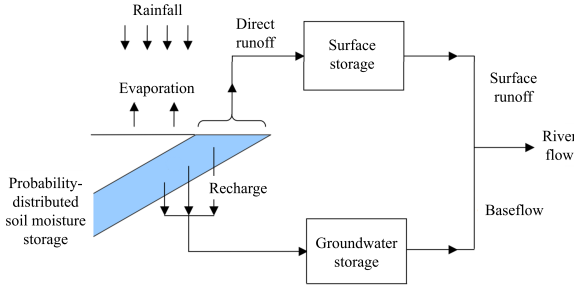 Rainfall
Direct
runoff
Surface
storage
Evaporation
Surface
runoff
River
flow
Probability-
distributed
soil moisture
storage
Recharge
Baseflow
Groundwater
storage